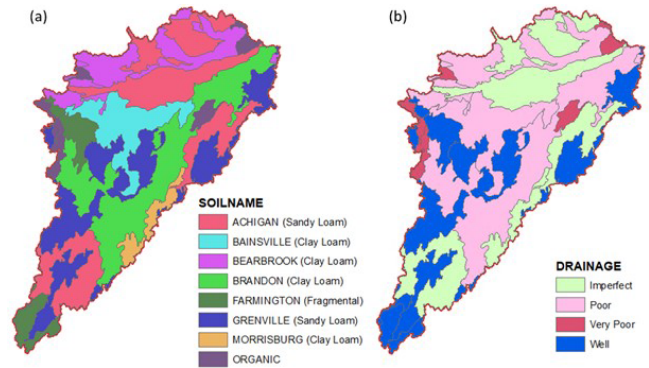 (a)
(b)
SOILNAME
ACHIGAN (Sandy Loam)
BAINSVILLE (Clay Loam)
BEARBROOK (Clay Loam)
BRANDON (Clay Loam)
FARMINGTON (Fragmental)
GRENVILLE (Sandy Loam)
MORRISBURG (Clay Loam)
ORGANIC
DRAINAGE
Imperfect
Poor
Very Poor
Well